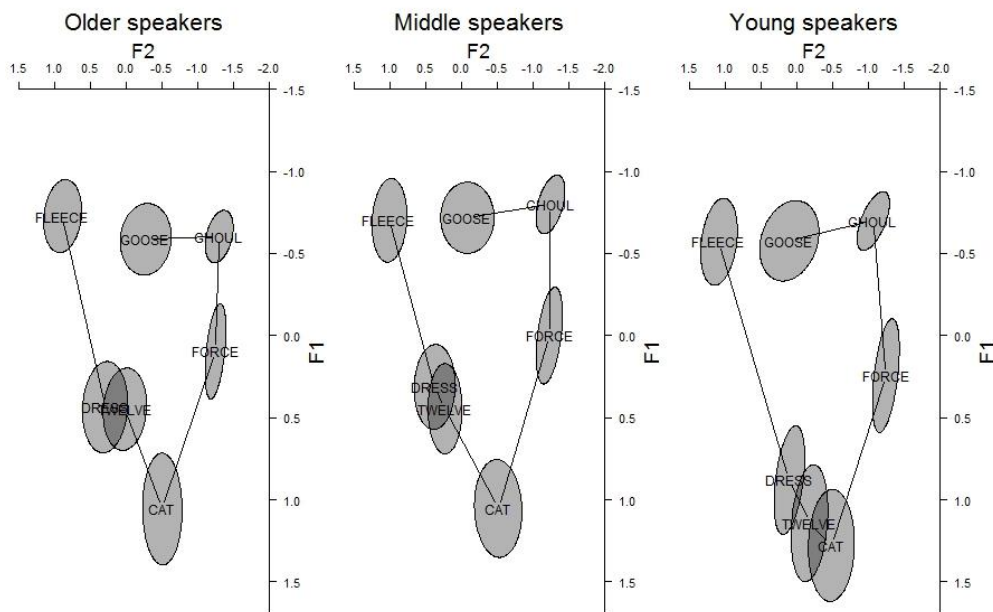 Older speakers
F2
1.5 1.0 0.5 0.0 -0.5 -1.0 -1.5 -2.0
-1.5
-1.0
-0.5
0.0
0.5
1.0
1.5
F1
FLEECE
GOOSE
GHOUL
FORCE
DRESS
TWELVE
CAT
Middle speakers
F2
1.5 1.0 0.5 0.0 -0.5 -1.0 -1.5 -2.0
-1.5
-1.0
-0.5
0.0
0.5
1.0
1.5
F1
FLEECE
GOOSE
GHOUL
FORCE
DRESS
TWELVE
CAT
Young speakers
F2
1.5 1.0 0.5 0.0 -0.5 -1.0 -1.5 -2.0
-1.5
-1.0
-0.5
0.0
0.5
1.0
1.5
F1
FLEECE
GOOSE
GHOUL
FORCE
DRESS
TWELVE
CAT